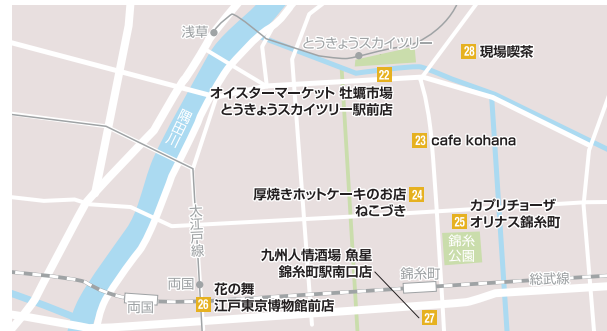 浅草
とうきょうスカイツリー
28 現場喫茶
22
オイスターマーケット 牡蠣市場
とうきょうスカイツリー駅前店
隅田川
23 cafe kohana
厚焼きホットケーキのお店 24
ねこづき
カプリチョーザ
25 オリナス錦糸町
大江戸線
錦糸
公園
九州人情酒場 魚星
錦糸町駅南口店
両国
錦糸町
総武線
花の舞
26 江戸東京博物館前店
両国
27